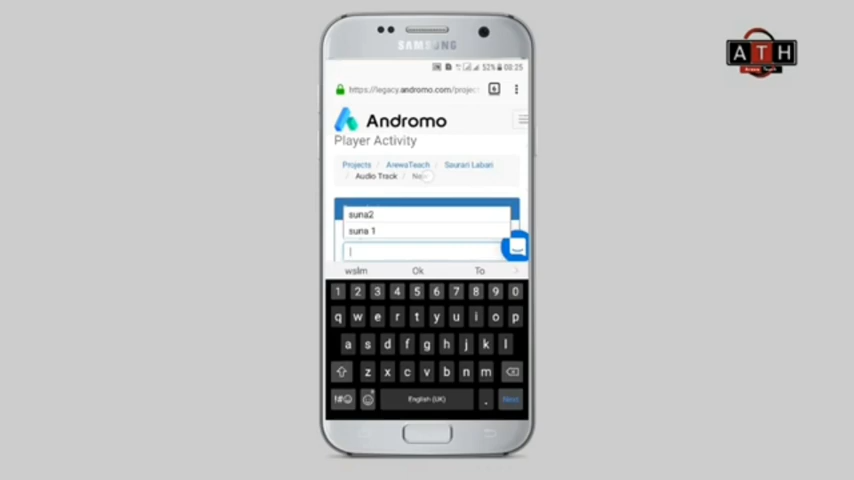 SAMSUNG
52% 08:25
https://legacy.andromo.com/projec
6
Andromo
Player Activity
Projects / ArewaTeach / Saurari Labari
/ Audio Track / New
suna2
suna 1
wslm Ok To
1 2 3 4 5 6 7 8 9 0
q w e r t y u i o p
a s d f g h j k l
z x c v b n m
!#☺ English (UK) . Next
ATH